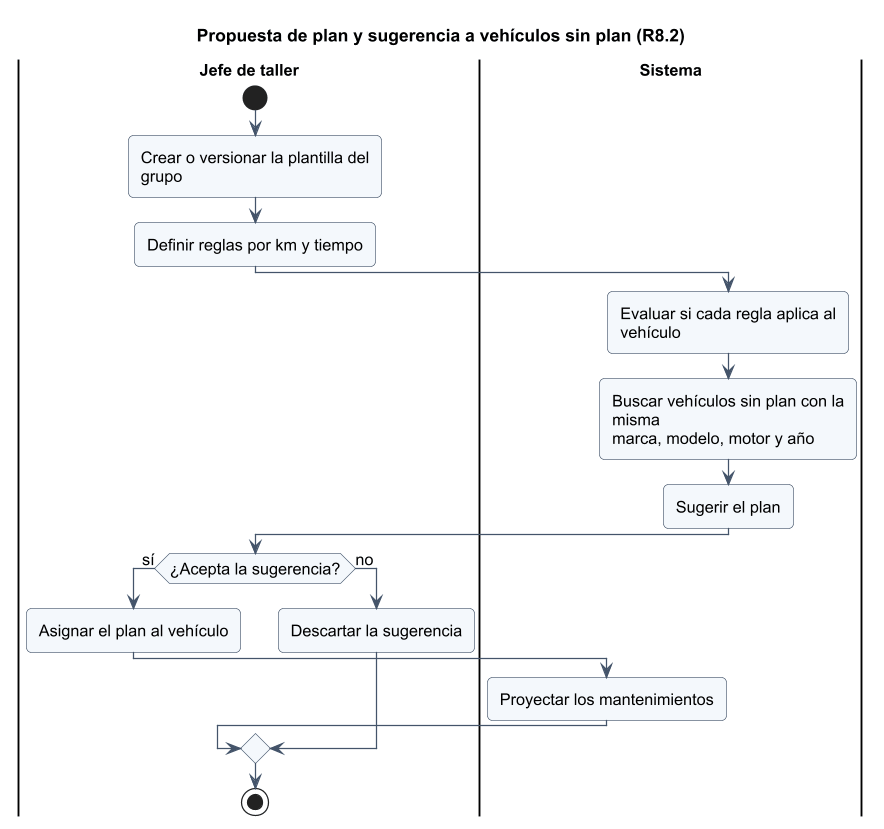 Propuesta de plan y sugerencia a vehículos sin plan (R8.2)
Jefe de taller
Sistema
Crear o versionar la plantilla del
grupo
Definir reglas por km y tiempo
Evaluar si cada regla aplica al
vehículo
Buscar vehículos sin plan con la
misma
marca, modelo, motor y año
Sugerir el plan
sí
¿Acepta la sugerencia?
no
Asignar el plan al vehículo
Descartar la sugerencia
Proyectar los mantenimientos